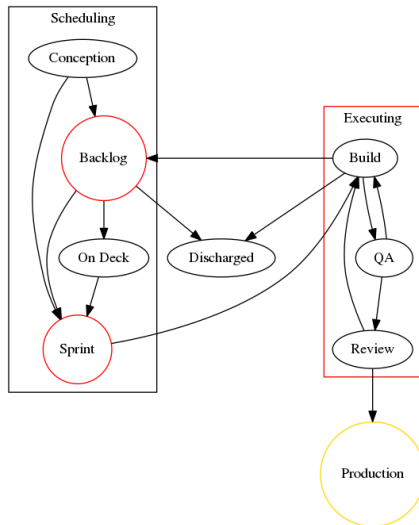 Scheduling
Conception
Executing
Backlog
Build
On Deck
Discharged
QA
Sprint
Review
Production